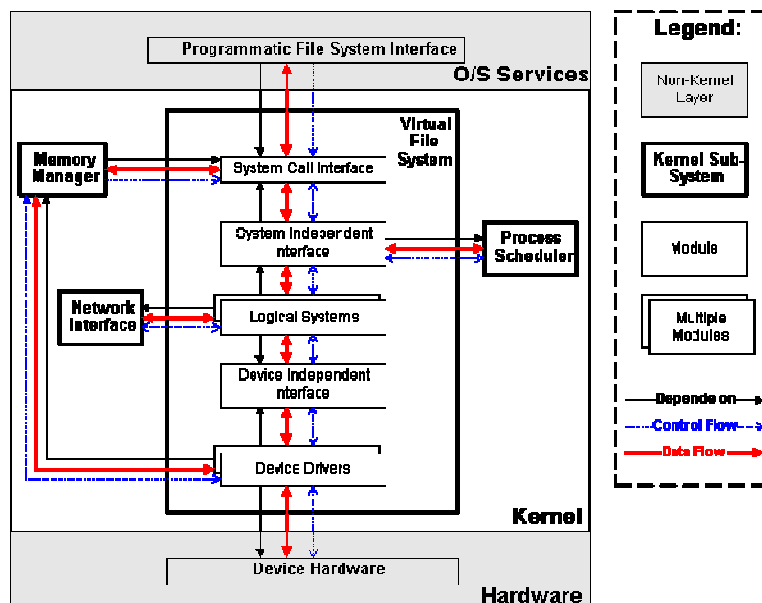 Programmatic File System Interface
O/S Services
Virtual
File
System
Memory
Manager
System Call Interface
System Independent
Interface
Process
Scheduler
Network
Interface
Logical Systems
Device Independent
Interface
Device Drivers
Kernel
Device Hardware
Hardware
Legend:
Non-Kernel
Layer
Kernel Sub-
System
Module
Multiple
Modules
Depends on
Control Flow
Data Flow